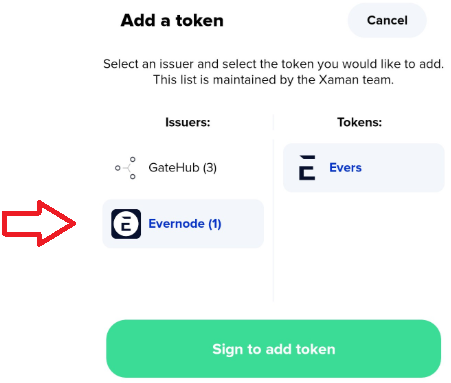 Add a token
Cancel
Select an issuer and select the token you would like to add.
This list is maintained by the Xaman team.
Issuers:
Tokens:
GateHub (3)
Evers
Evernode (1)
Sign to add token